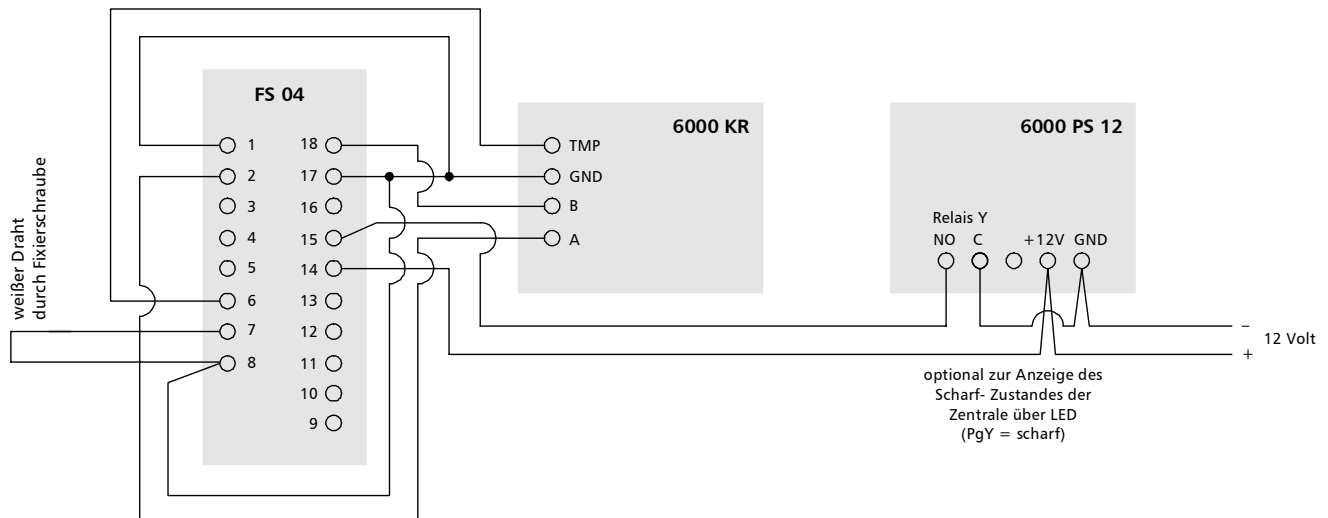 FS 04
6000 KR
6000 PS 12
1
2
3
4
5
6
7
8
18
17
16
15
14
13
12
11
10
9
TMP
GND
B
A
Relais Y
NO C +12V GND
weißer Draht
durch Fixierschraube
–
12 Volt
+
optional zur Anzeige des
Scharf- Zustandes der
Zentrale über LED
(PgY = scharf)